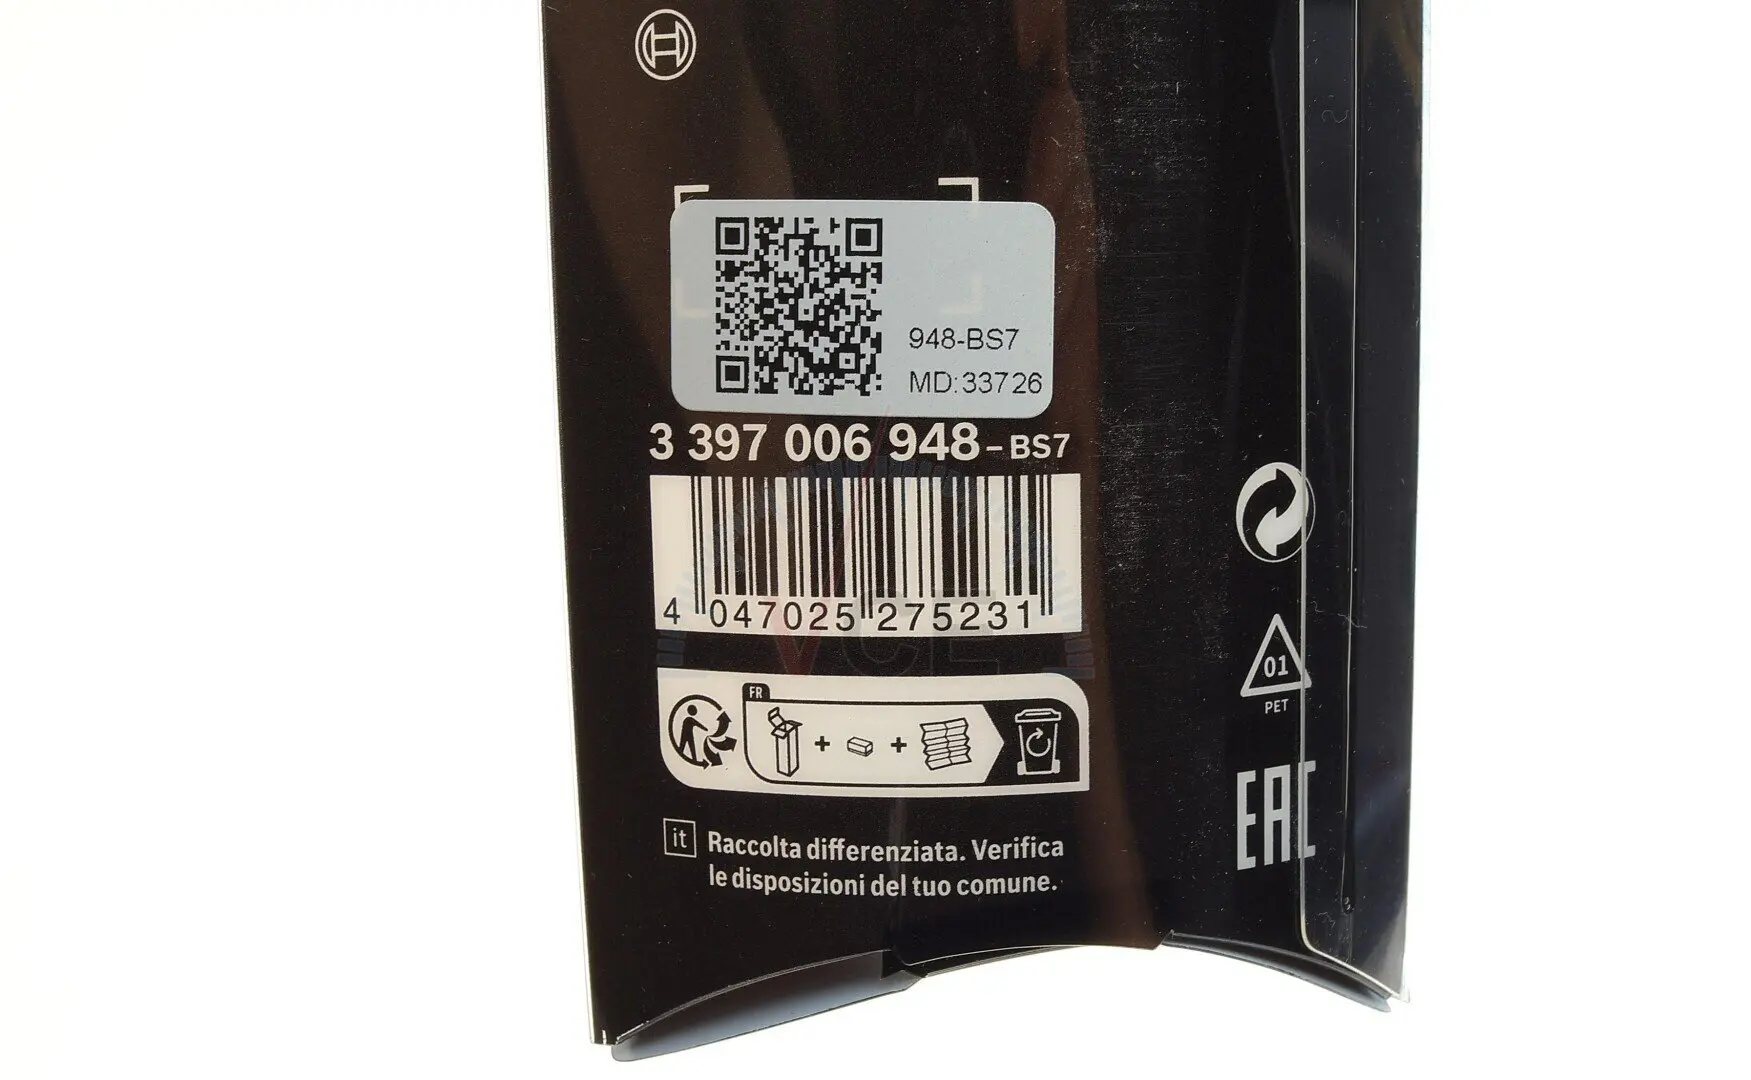 948-BS7
MD:33726
3 397 006 948-BS7
4 047025 275231
FR
it Raccolta differenziata. Verifica
le disposizioni del tuo comune.
01
PET
EAC